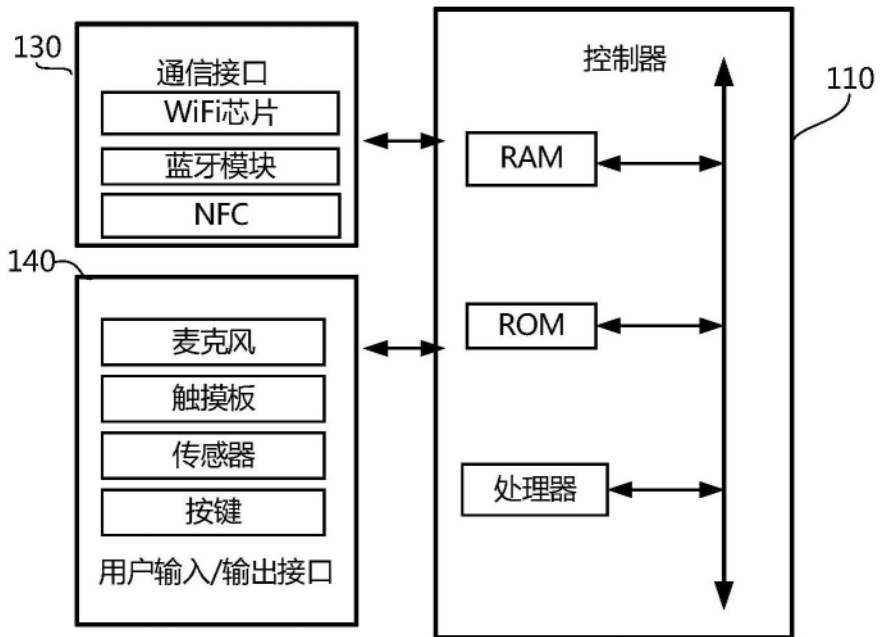 130
通信接口
WiFi芯片
蓝牙模块
NFC
140
麦克风
触摸板
传感器
按键
用户输入/输出接口
控制器
110
RAM
ROM
处理器